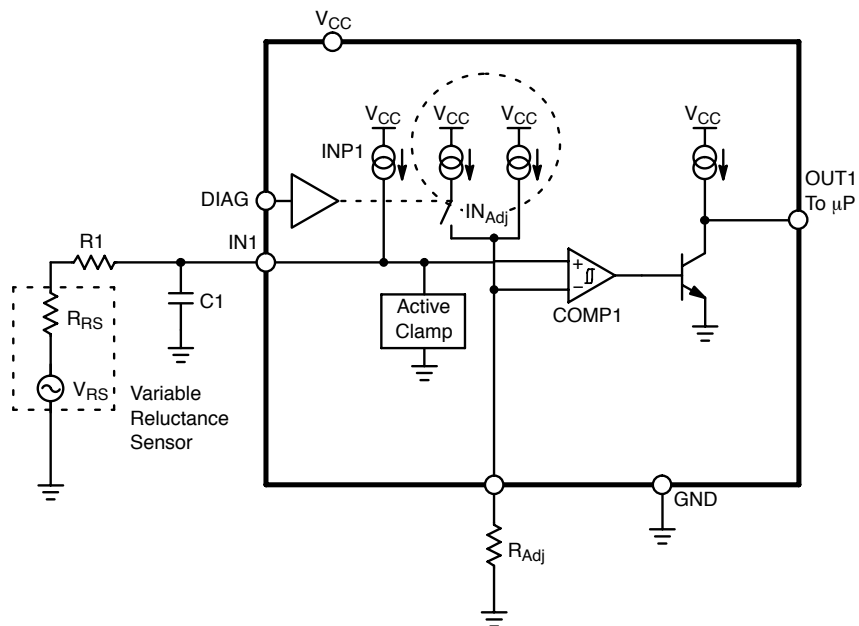 VCC
VCC
VCC
VCC
VCC
INP1
DIAG
INAdj
OUT1
To µP
R1
IN1
C1
+
−
COMP1
Active
Clamp
RRS
VRS
Variable
Reluctance
Sensor
GND
RAdj